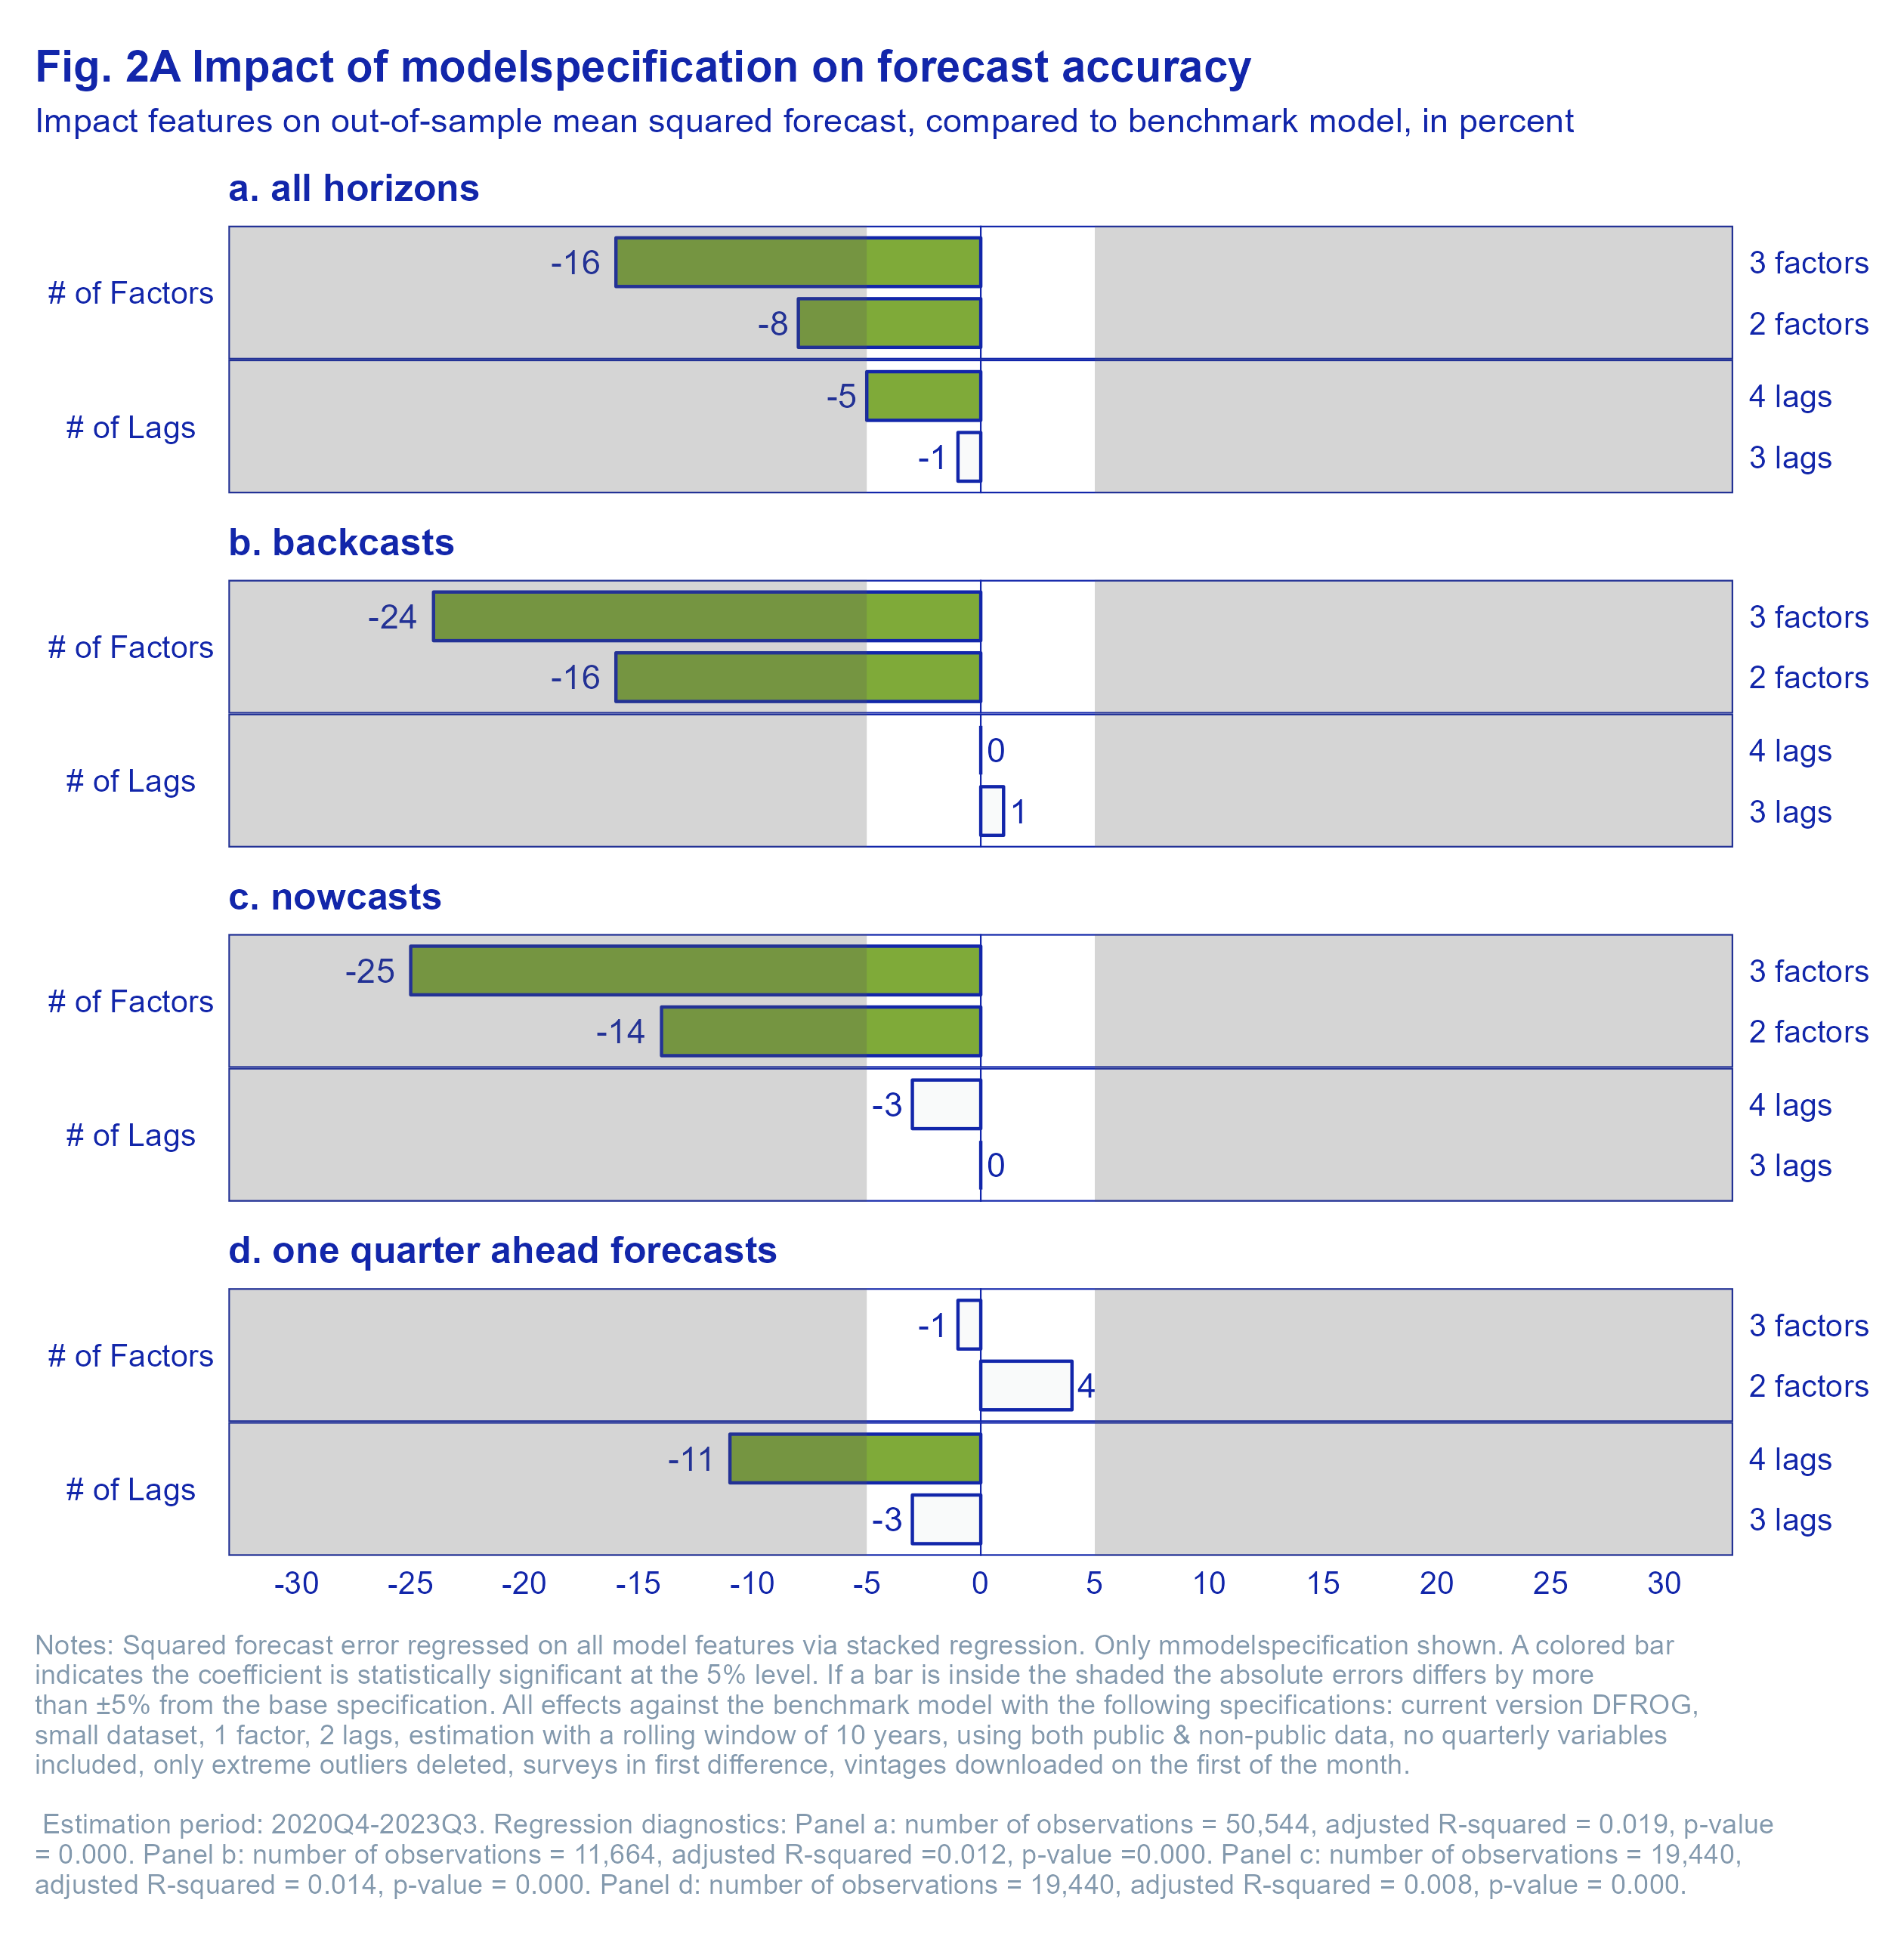 Fig. 2A Impact of modelspecification on forecast accuracy
Impact features on out-of-sample mean squared forecast, compared to benchmark model, in percent
a. all horizons
# of Factors
-16
3 factors
-8
2 factors
# of Lags
-5
4 lags
-1
3 lags
b. backcasts
# of Factors
-24
3 factors
-16
2 factors
# of Lags
0
4 lags
1
3 lags
c. nowcasts
# of Factors
-25
3 factors
-14
2 factors
# of Lags
-3
4 lags
0
3 lags
d. one quarter ahead forecasts
# of Factors
-1
3 factors
4
2 factors
# of Lags
-11
4 lags
-3
3 lags
-30 -25 -20 -15 -10 -5 0 5 10 15 20 25 30
Notes: Squared forecast error regressed on all model features via stacked regression. Only mmodelspecification shown. A colored bar
indicates the coefficient is statistically significant at the 5% level. If a bar is inside the shaded the absolute errors differs by more
than ±5% from the base specification. All effects against the benchmark model with the following specifications: current version DFROG,
small dataset, 1 factor, 2 lags, estimation with a rolling window of 10 years, using both public & non-public data, no quarterly variables
included, only extreme outliers deleted, surveys in first difference, vintages downloaded on the first of the month.
Estimation period: 2020Q4-2023Q3. Regression diagnostics: Panel a: number of observations = 50,544, adjusted R-squared = 0.019, p-value
= 0.000. Panel b: number of observations = 11,664, adjusted R-squared =0.012, p-value =0.000. Panel c: number of observations = 19,440,
adjusted R-squared = 0.014, p-value = 0.000. Panel d: number of observations = 19,440, adjusted R-squared = 0.008, p-value = 0.000.